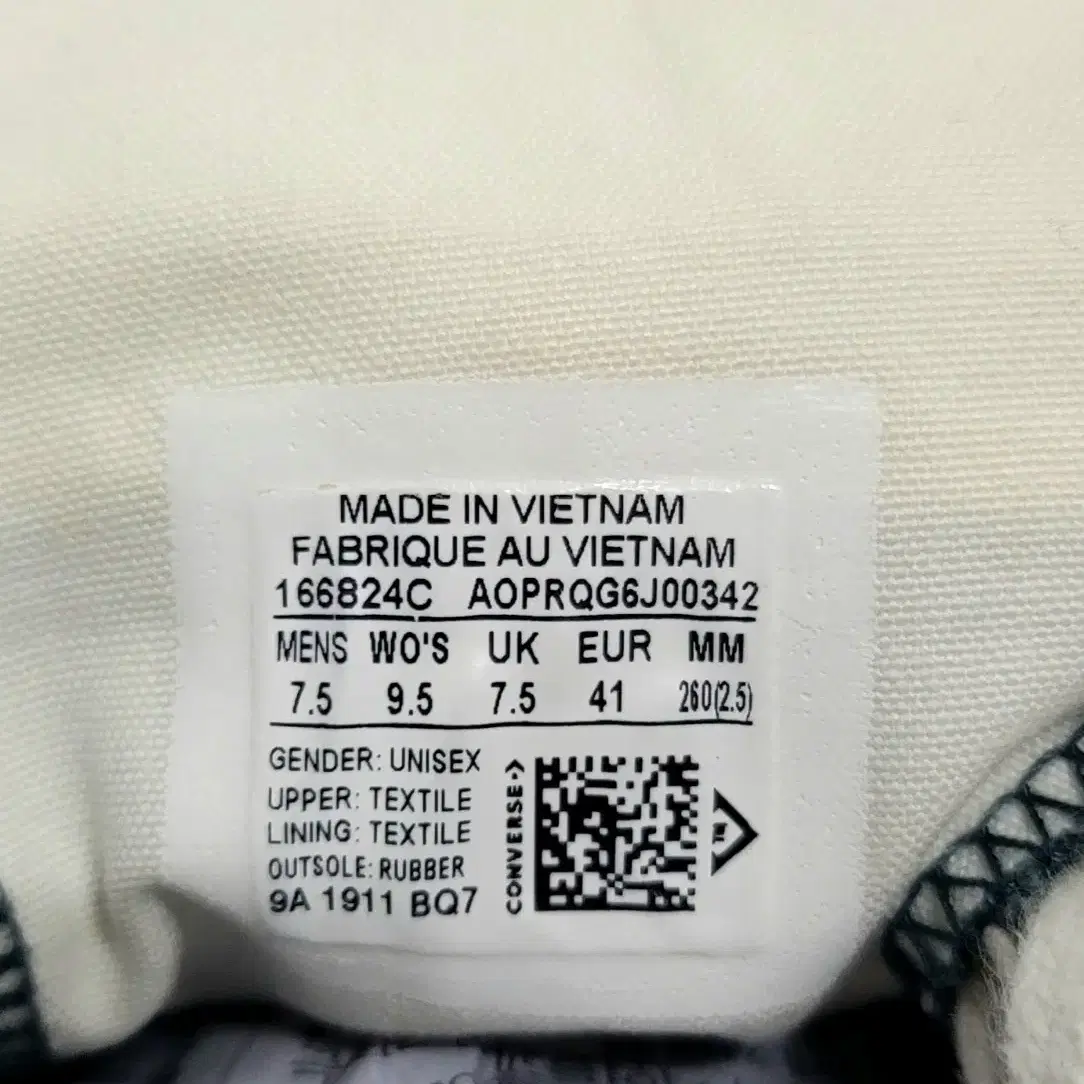 MADE IN VIETNAM
FABRIQUE AU VIETNAM
166824C AOPRQG6J00342
MENS WO'S UK EUR MM
7.5 9.5 7.5 41 260(2.5)
GENDER: UNISEX
UPPER: TEXTILE
LINING: TEXTILE
OUTSOLE: RUBBER
9A 1911 BQ7
CONVERSE